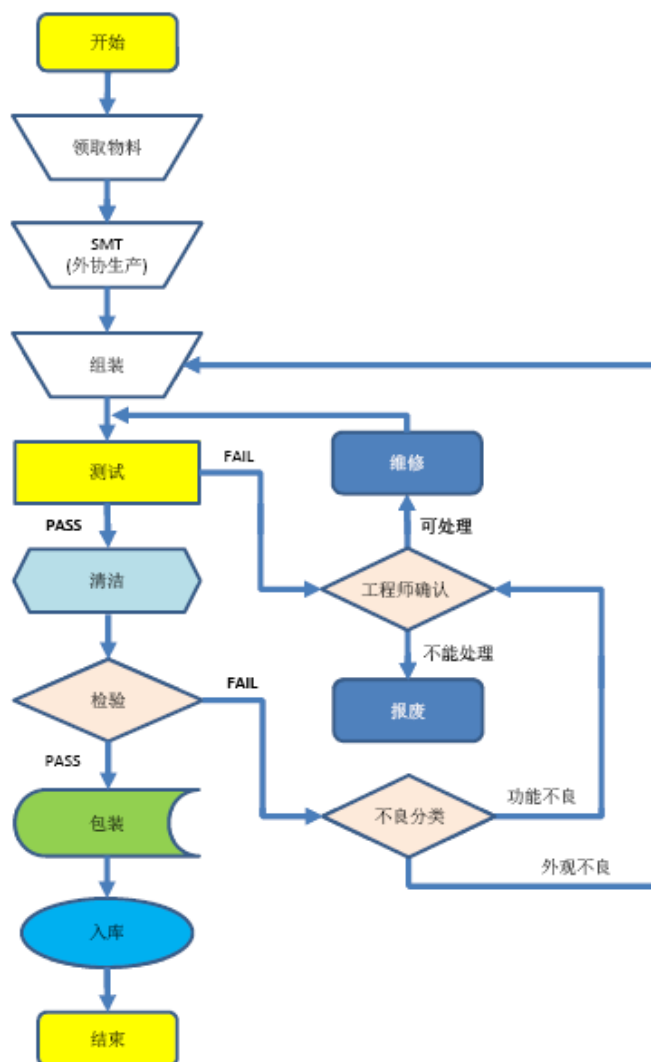 开始
领取物料
SMT
(外协生产)
组装
测试
FAIL
维修
PASS
可处理
清洁
工程师确认
不能处理
检验
FAIL
报废
PASS
包装
不良分类
功能不良
外观不良
入库
结束